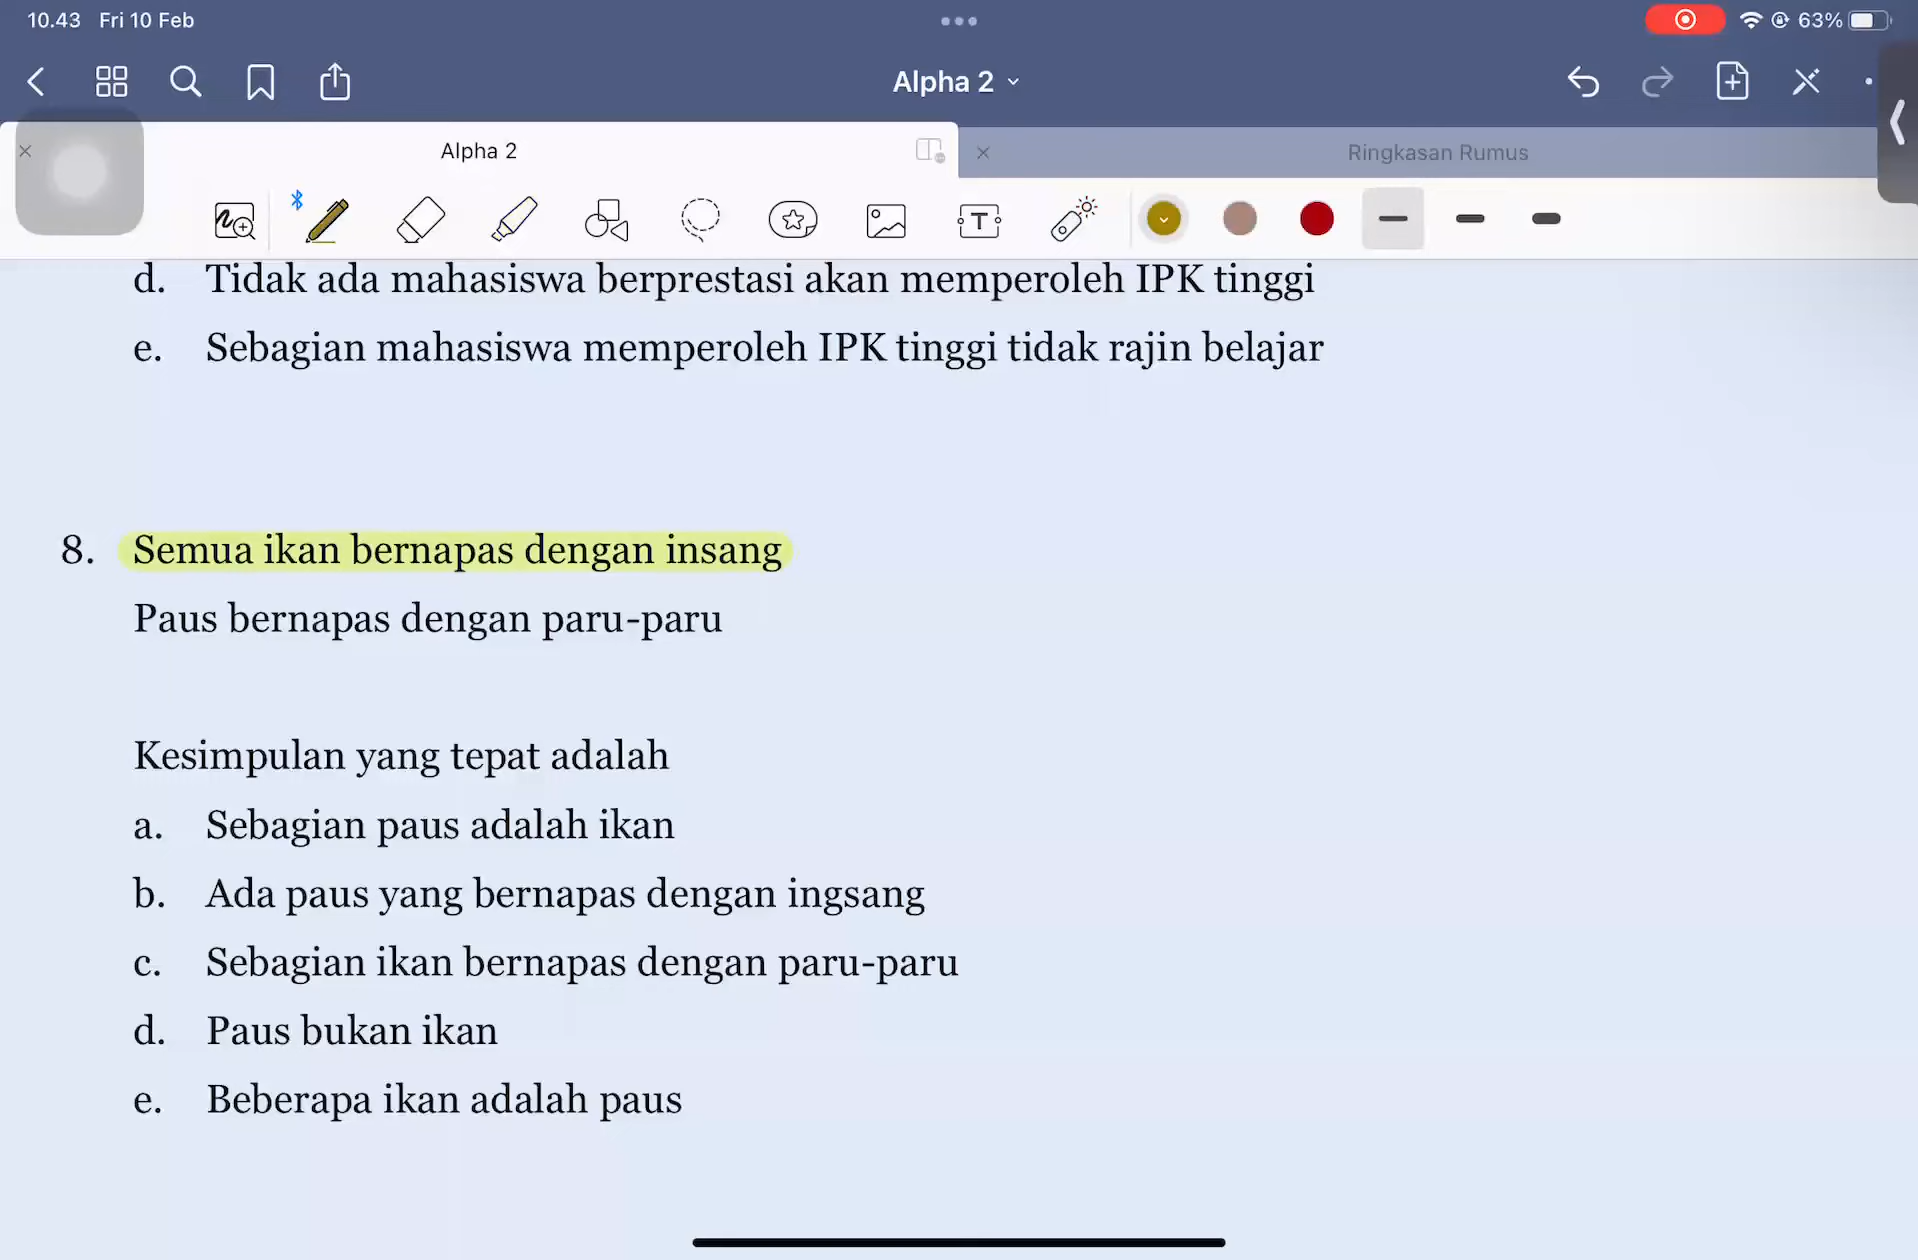 10.43 Fri 10 Feb
63%
Alpha 2
Alpha 2
Ringkasan Rumus
T
d. Tidak ada mahasiswa berprestasi akan memperoleh IPK tinggi
e. Sebagian mahasiswa memperoleh IPK tinggi tidak rajin belajar
8. Semua ikan bernapas dengan insang
Paus bernapas dengan paru-paru
Kesimpulan yang tepat adalah
a. Sebagian paus adalah ikan
b. Ada paus yang bernapas dengan ingsang
c. Sebagian ikan bernapas dengan paru-paru
d. Paus bukan ikan
e. Beberapa ikan adalah paus